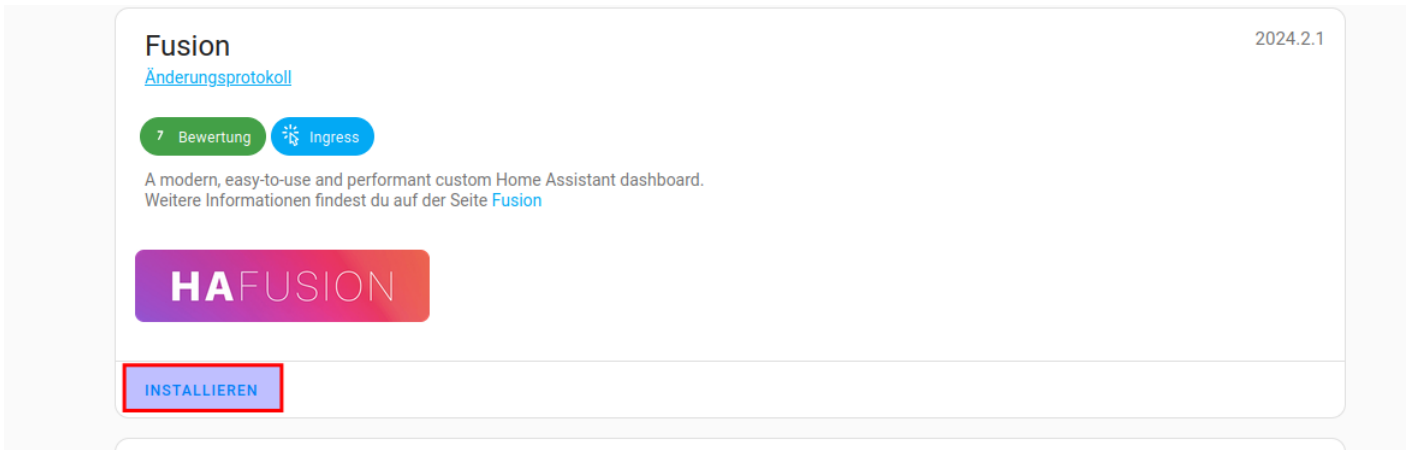 Fusion
2024.2.1
Änderungsprotokoll
7 Bewertung
Ingress
A modern, easy-to-use and performant custom Home Assistant dashboard.
Weitere Informationen findest du auf der Seite Fusion
HAFUSION
INSTALLIEREN